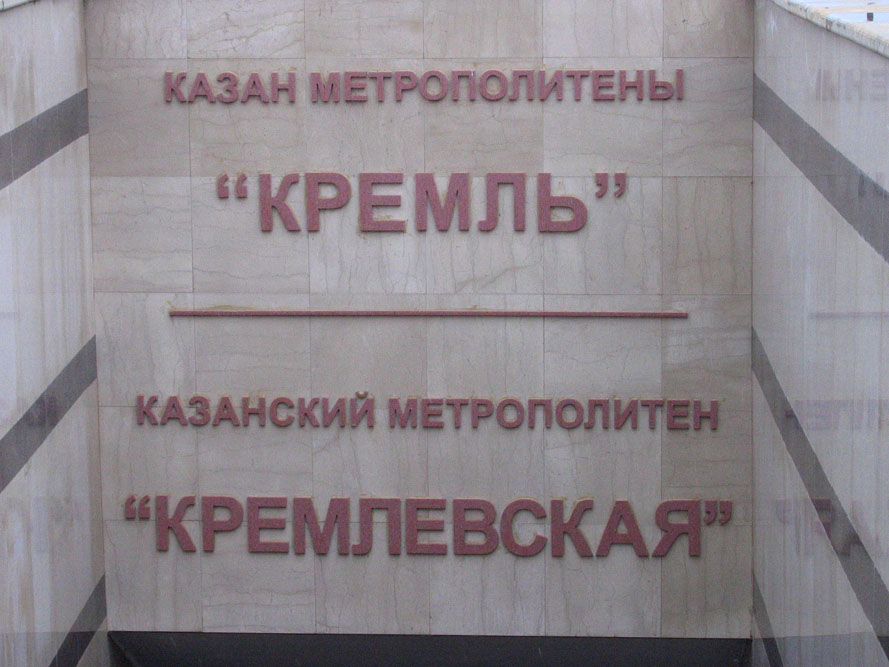 КАЗАН МЕТРОПОЛИТЕНЫ
“КРЕМЛЬ”
КАЗАНСКИЙ МЕТРОПОЛИТЕН
“КРЕМЛЕВСКАЯ”